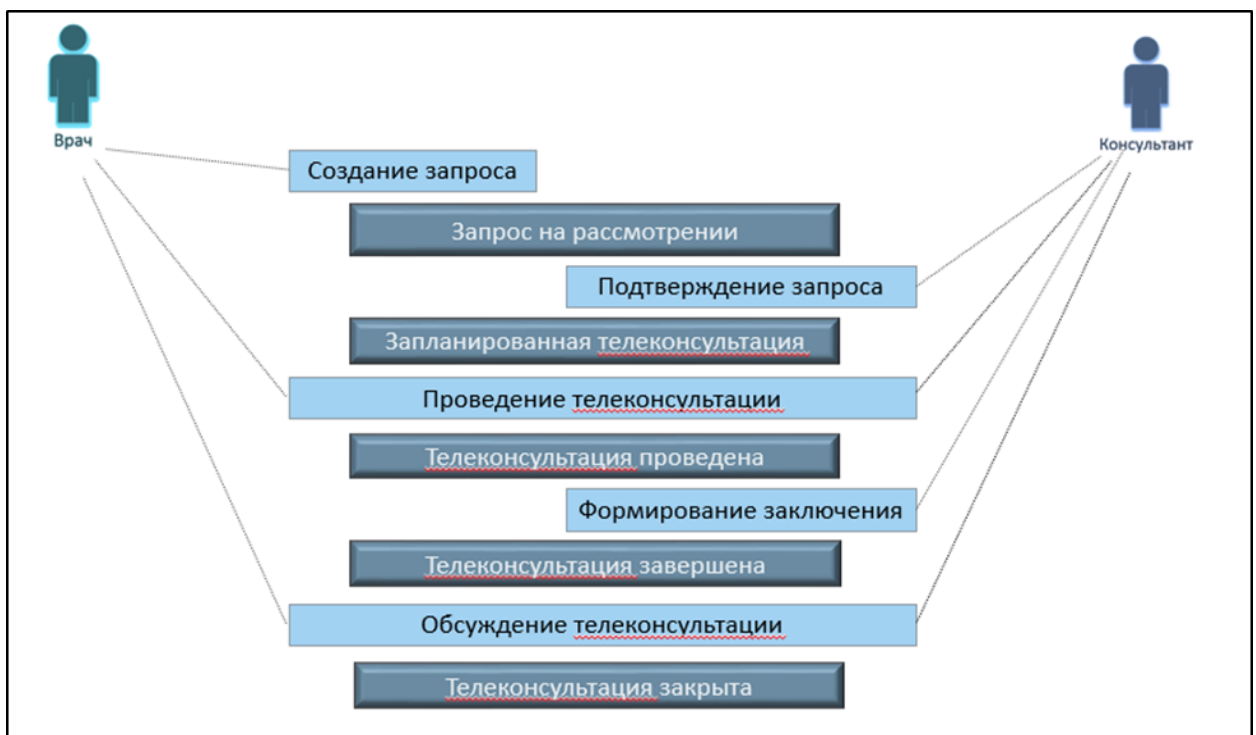 Врач
Консультант
Создание запроса
Запрос на рассмотрении
Подтверждение запроса
Запланированная телеконсультация
Проведение телеконсультации
Телеконсультация проведена
Формирование заключения
Телеконсультация завершена
Обсуждение телеконсультации
Телеконсультация закрыта